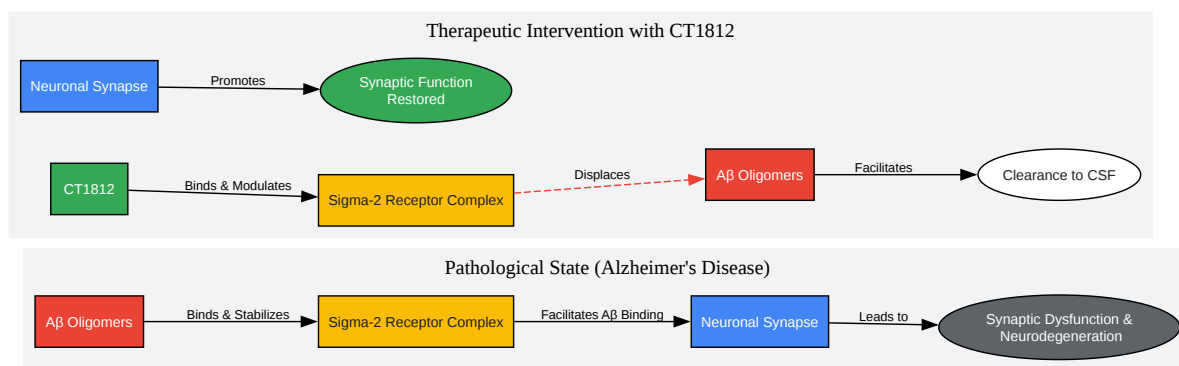 Therapeutic Intervention with CT1812
Neuronal Synapse
Promotes
Synaptic Function
Restored
CT1812
Binds & Modulates
Sigma-2 Receptor Complex
Displaces
Aβ Oligomers
Facilitates
Clearance to CSF
Pathological State (Alzheimer's Disease)
Aβ Oligomers
Binds & Stabilizes
Sigma-2 Receptor Complex
Facilitates Aβ Binding
Neuronal Synapse
Leads to
Synaptic Dysfunction &
Neurodegeneration